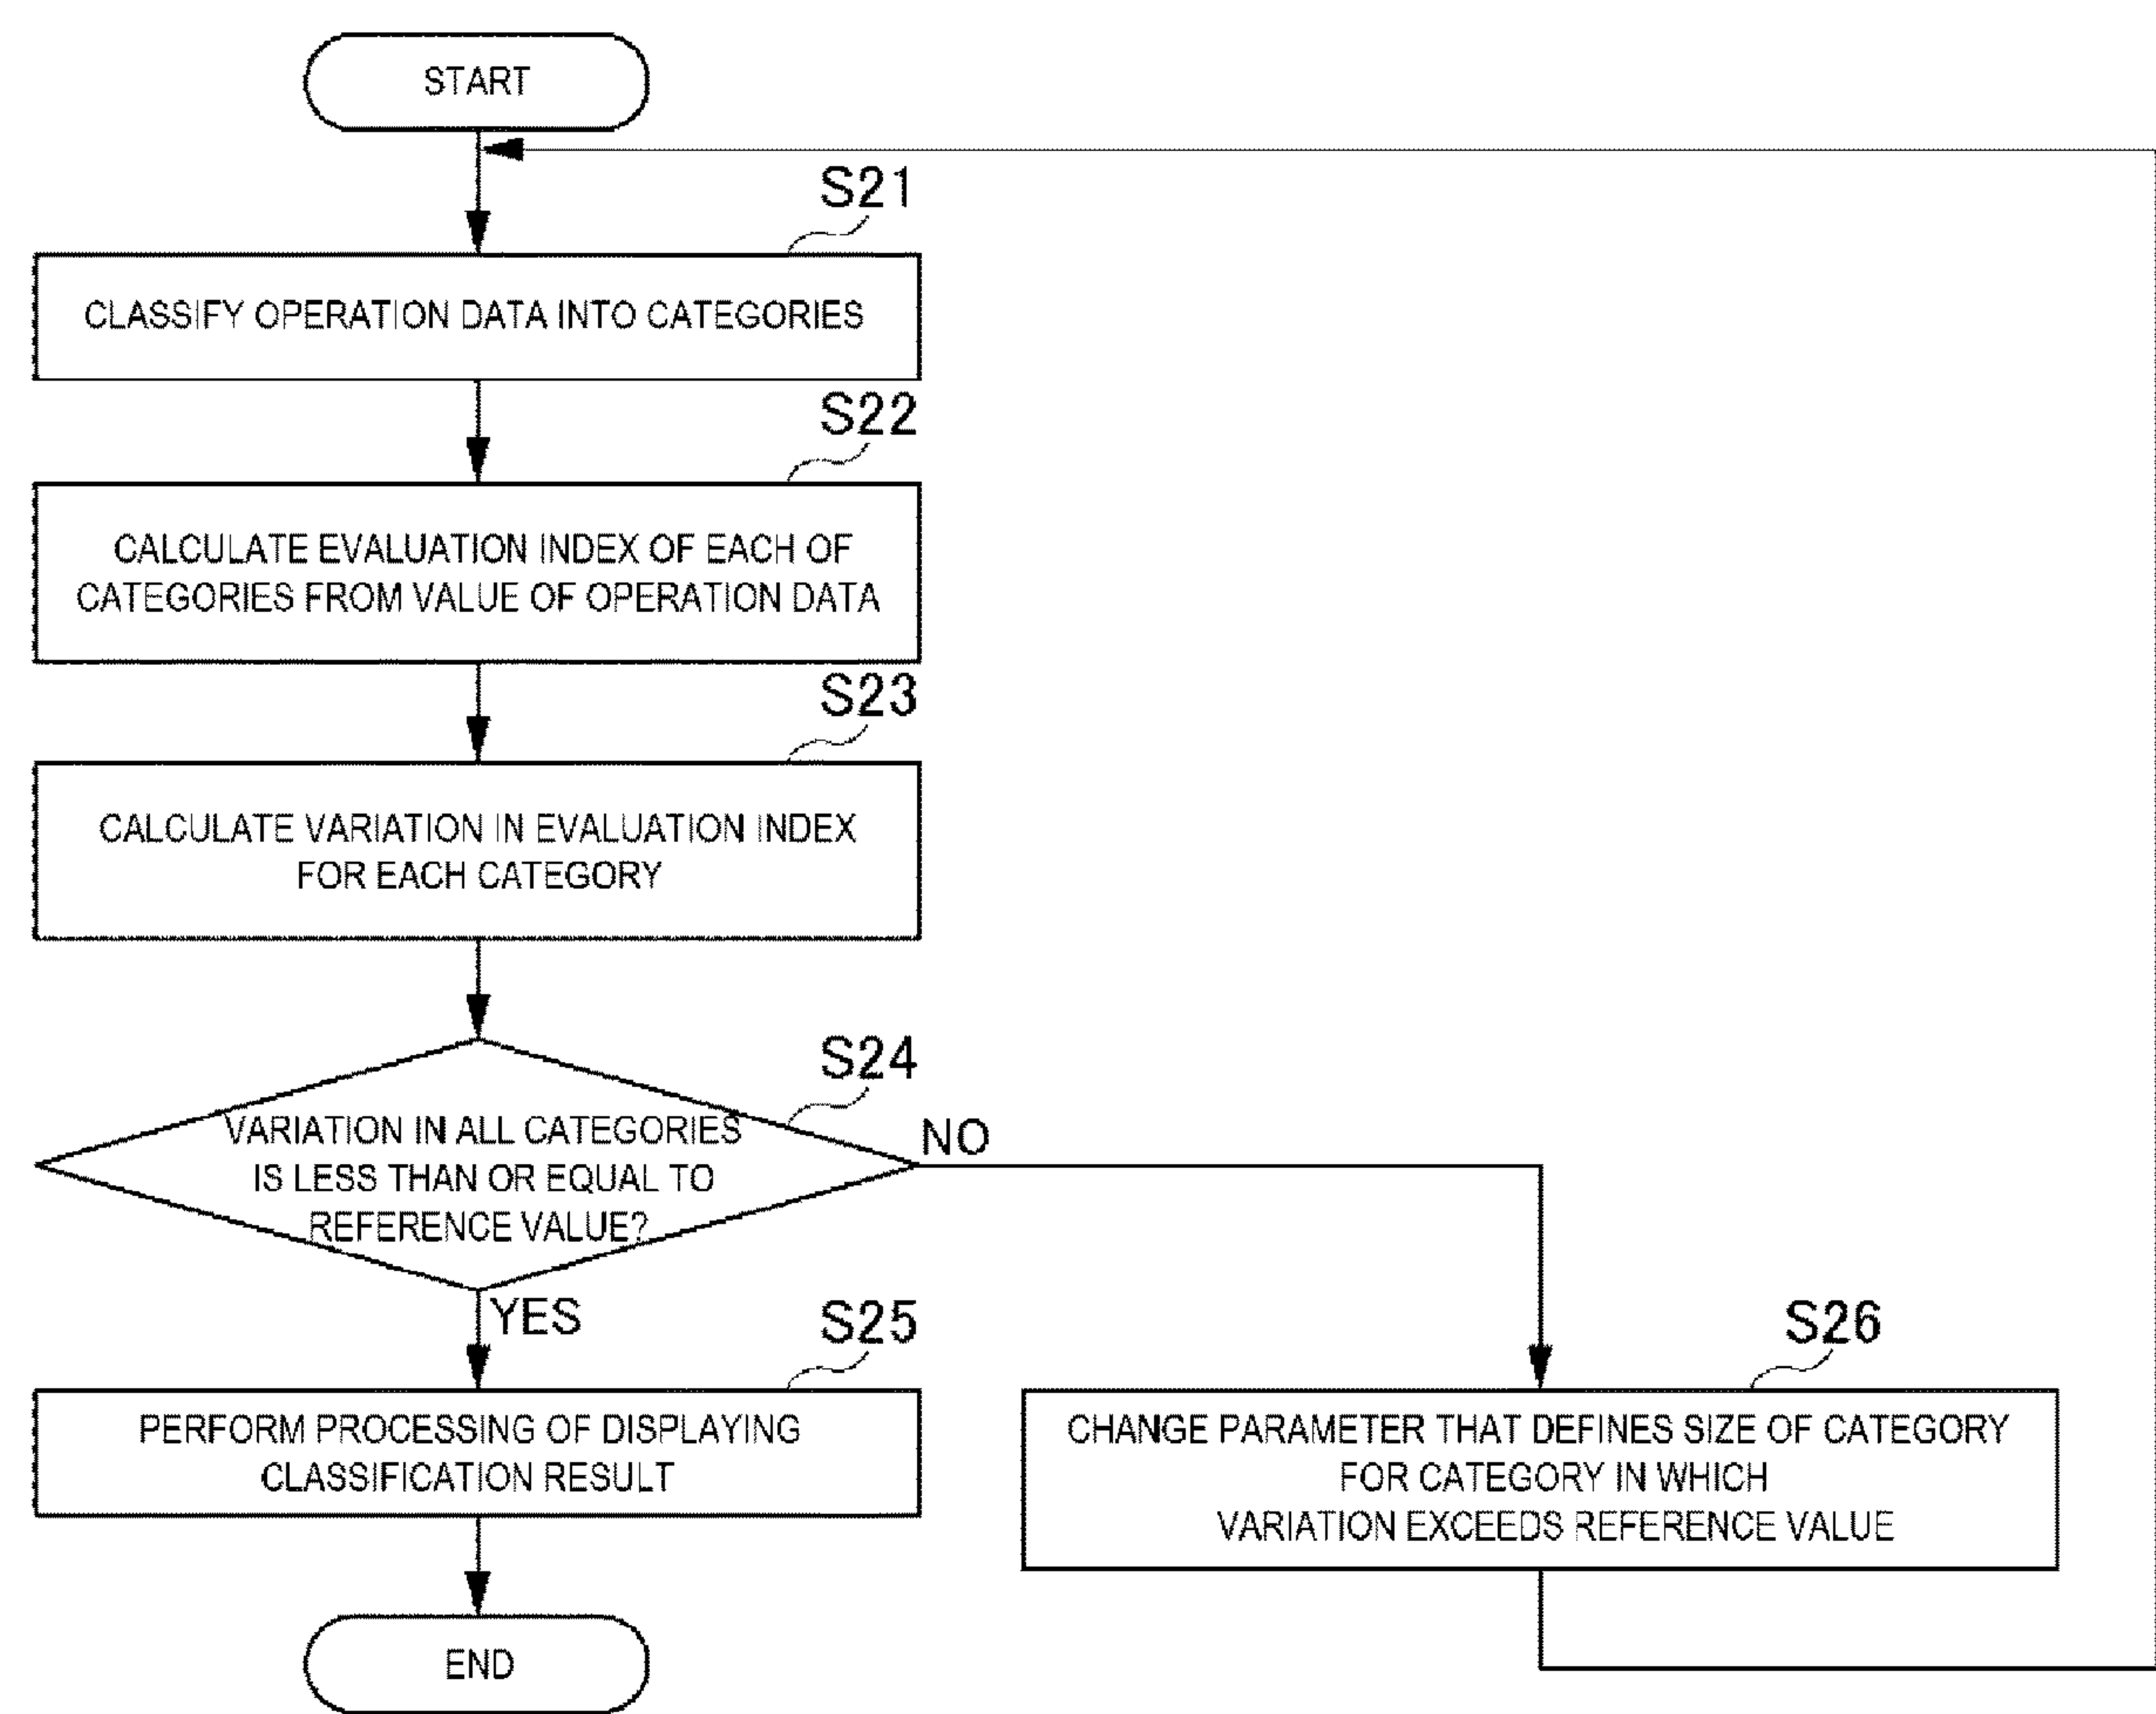 START
S21
CLASSIFY OPERATION DATA INTO CATEGORIES
S22
CALCULATE EVALUATION INDEX OF EACH OF
CATEGORIES FROM VALUE OF OPERATION DATA
S23
CALCULATE VARIATION IN EVALUATION INDEX
FOR EACH CATEGORY
S24
VARIATION IN ALL CATEGORIES
IS LESS THAN OR EQUAL TO
REFERENCE VALUE?
NO
YES
S25
PERFORM PROCESSING OF DISPLAYING
CLASSIFICATION RESULT
S26
CHANGE PARAMETER THAT DEFINES SIZE OF CATEGORY
FOR CATEGORY IN WHICH
VARIATION EXCEEDS REFERENCE VALUE
END